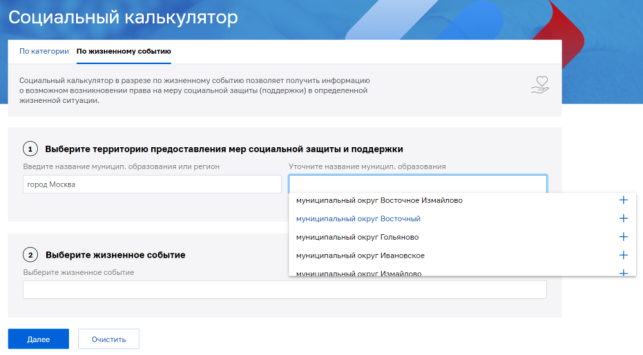 Социальный калькулятор
По категории По жизненному событию
Социальный калькулятор в разрезе по жизненному событию позволяет получить информацию
о возможном возникновении права на меру социальной защиты (поддержки) в определенной
жизненной ситуации.
1 Выберите территорию предоставления мер социальной защиты и поддержки
Введите название муницип. образования или регион Уточните название муницип. образования
город Москва
муниципальный округ Восточное Измайлово
муниципальный округ Восточный
муниципальный округ Гольяново
муниципальный округ Ивановское
муниципальный округ Измайлово
2 Выберите жизненное событие
Выберите жизненное событие
Далее Очистить